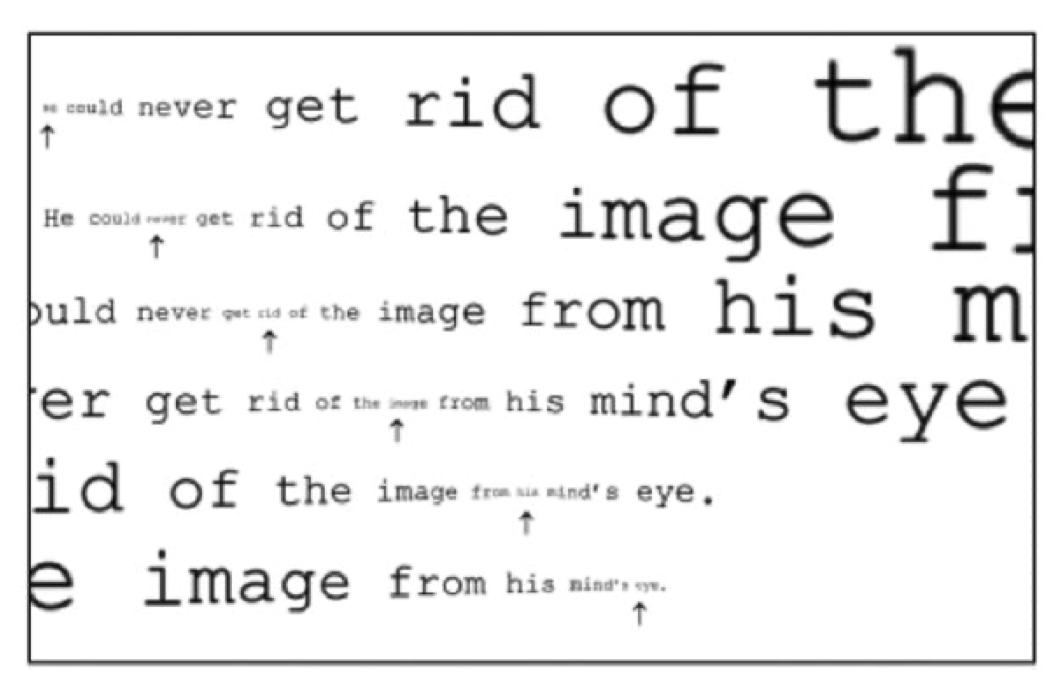 He could never get rid of the
He could never get rid of the image fr
ould never get rid of the image from his m
er get rid of the image from his mind's eye
id of the image from his mind's eye.
e image from his mind's eye.